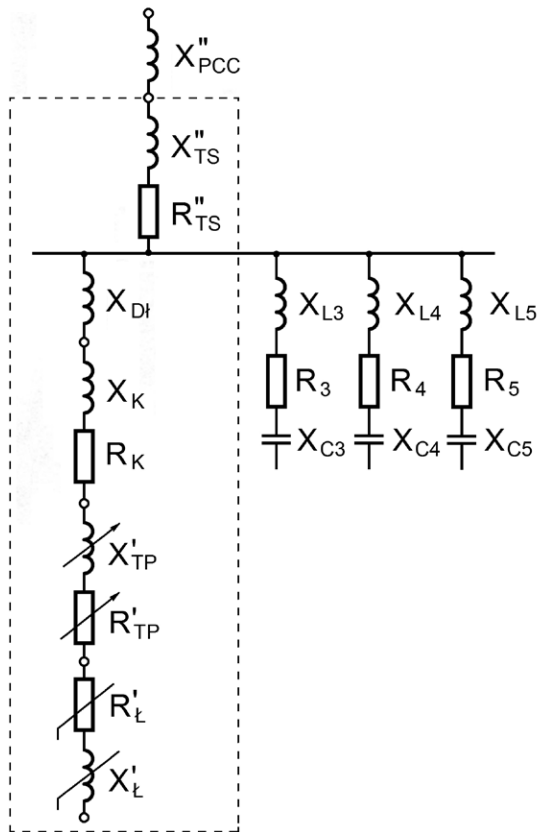 X"PCC
X"TS
R"TS
XDł
XL3
XL4
XL5
XK
R3
R4
R5
RK
XC3
XC4
XC5
X'TP
R'TP
R'Ł
X'Ł